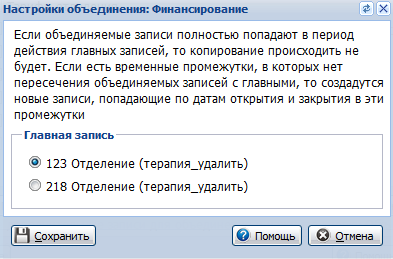 Настройки объединения: Финансирование
Если объединяемые записи полностью попадают в период
действия главных записей, то копирование происходить не
будет. Если есть временные промежутки, в которых нет
пересечения объединяемых записей с главными, то создадутся
новые записи, попадающие по датам открытия и закрытия в эти
промежутки
Главная запись
123 Отделение (терапия_удалить)
218 Отделение (терапия_удалить)
Сохранить
Помощь
Отмена